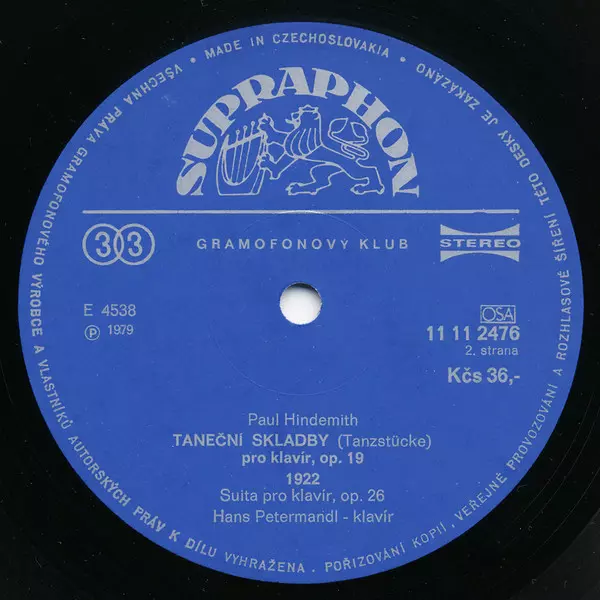 MADE IN CZECHOSLOVAKIA • VŠECHNA PRÁVA GRAMOFONOVÉHO VÝROBCE A VLASTNÍKŮ AUTORSKÝCH PRÁV K DÍLU VYHRAŽENA. POŘIZOVÁNÍ KOPIÍ, VEŘEJNÉ PROVOZOVÁNÍ A ROZHLASOVÉ ŠÍŘENÍ TÉTO DESKY JE ZAKÁZÁNO •
SUPRAPHON
33 GRAMOFONOVÝ KLUB STEREO
E 4538
Ⓟ 1979
OSA
11 11 2476
2. strana
Kčs 36,-
Paul Hindemith
TANEČNÍ SKLADBY (Tanzstücke)
pro klavír, op. 19
1922
Suita pro klavír, op. 26
Hans Petermandl - klavír